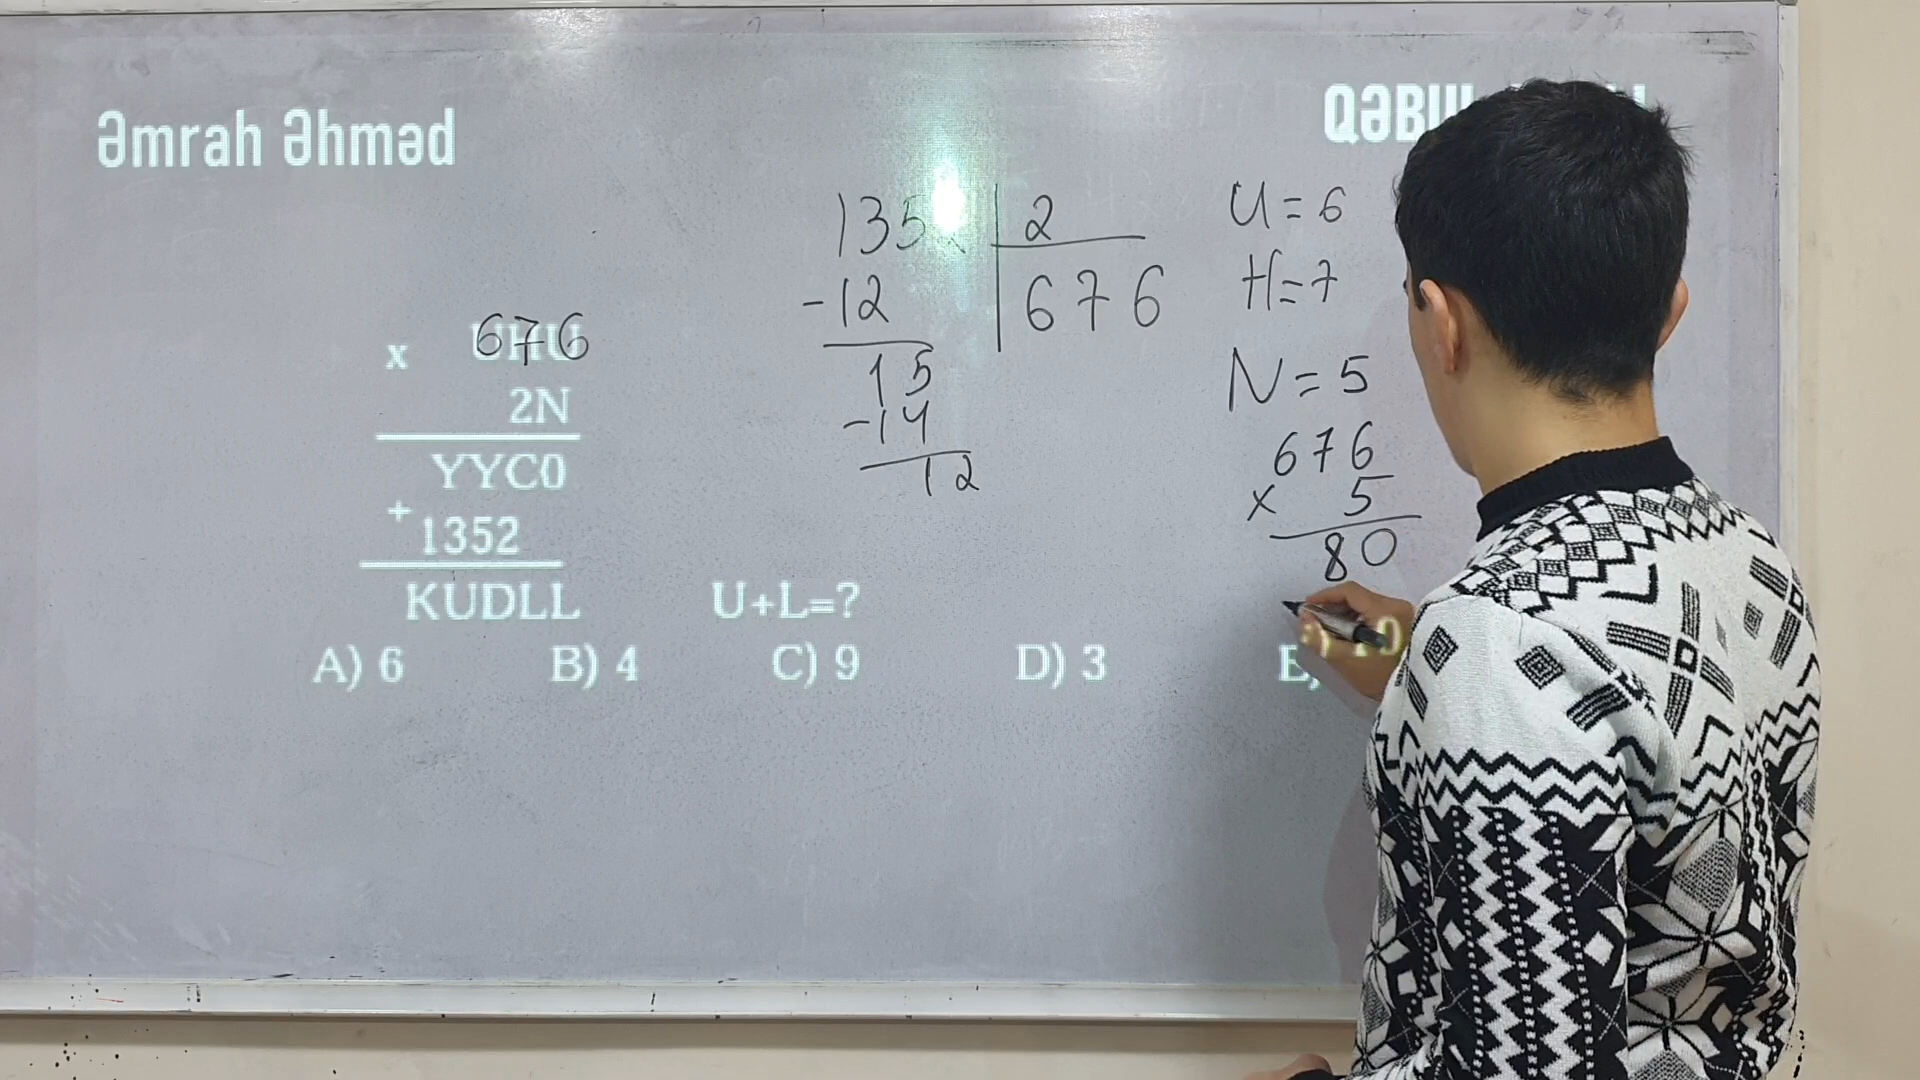 Əmrah Əhməd
UHU
676
x
2N
YYC0
+
1352
KUDLL
U+L=?
A) 6 B) 4 C) 9 D) 3
135 2
-12 676
15
-14
12
U=6
H=7
N=5
676
x 5
80